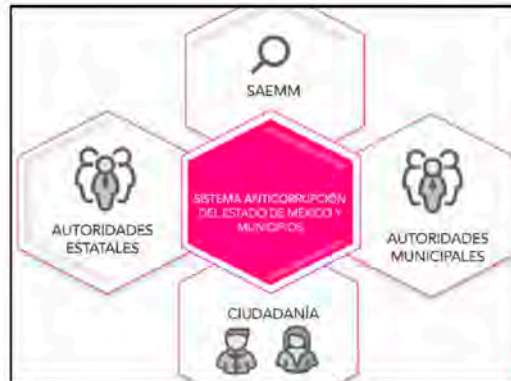 SAEMM
AUTORIDADES
ESTATALES
SISTEMA ANTICORRUPCIÓN
DEL ESTADO DE MÉXICO Y
MUNICIPIOS
AUTORIDADES
MUNICIPALES
CIUDADANÍA